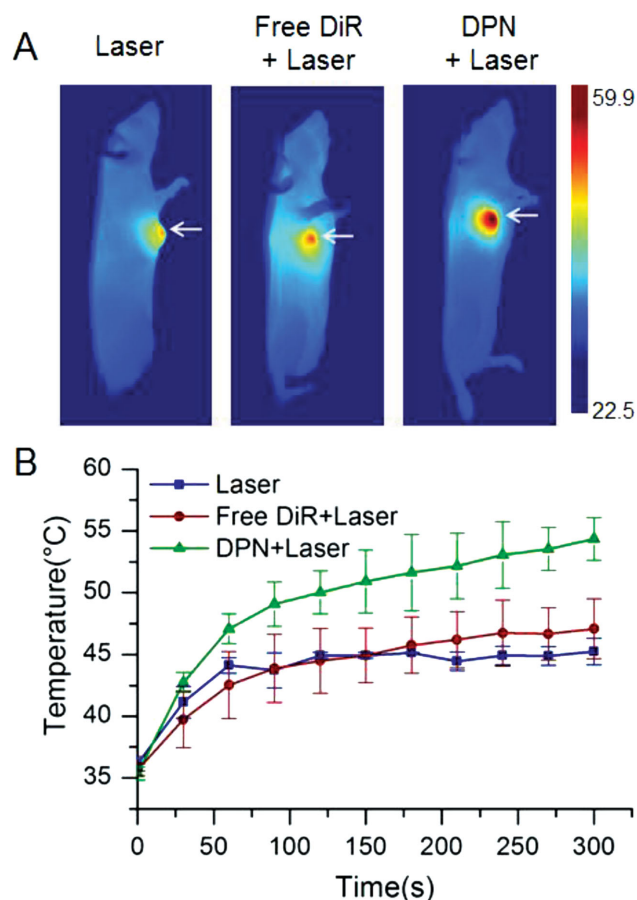 A
Laser
Free DiR
+ Laser
DPN
+ Laser
59.9
22.5
B
60
55
50
45
40
35
Temperature(°C)
Laser
Free DiR+Laser
DPN+Laser
0
50
100
150
200
250
300
Time(s)